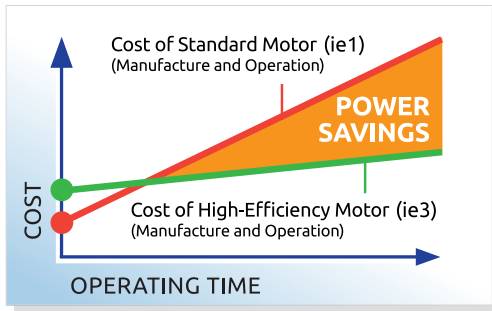 Cost of Standard Motor (ie1)
(Manufacture and Operation)
POWER
SAVINGS
COST
Cost of High-Efficiency Motor (ie3)
(Manufacture and Operation)
OPERATING TIME